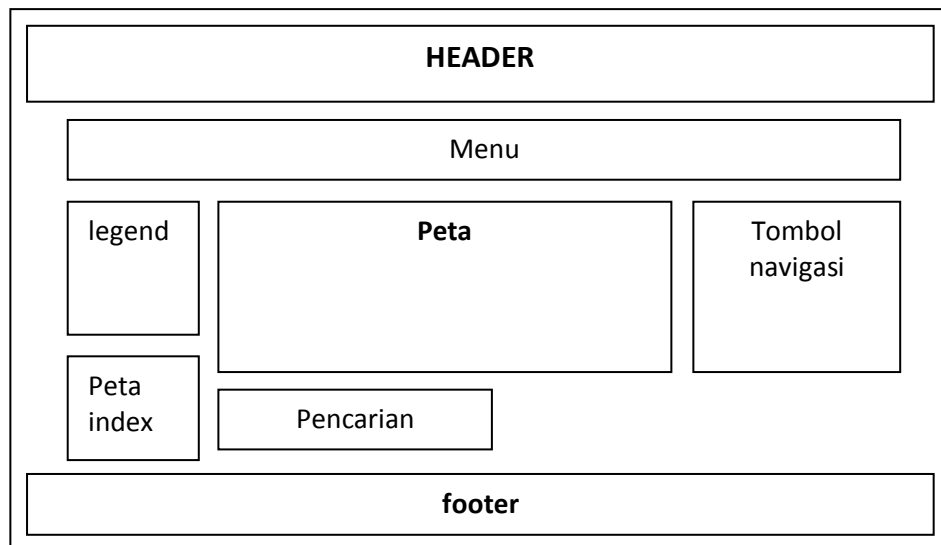 HEADER
Menu
legend
Peta
Tombol
navigasi
Peta
index
Pencarian
footer